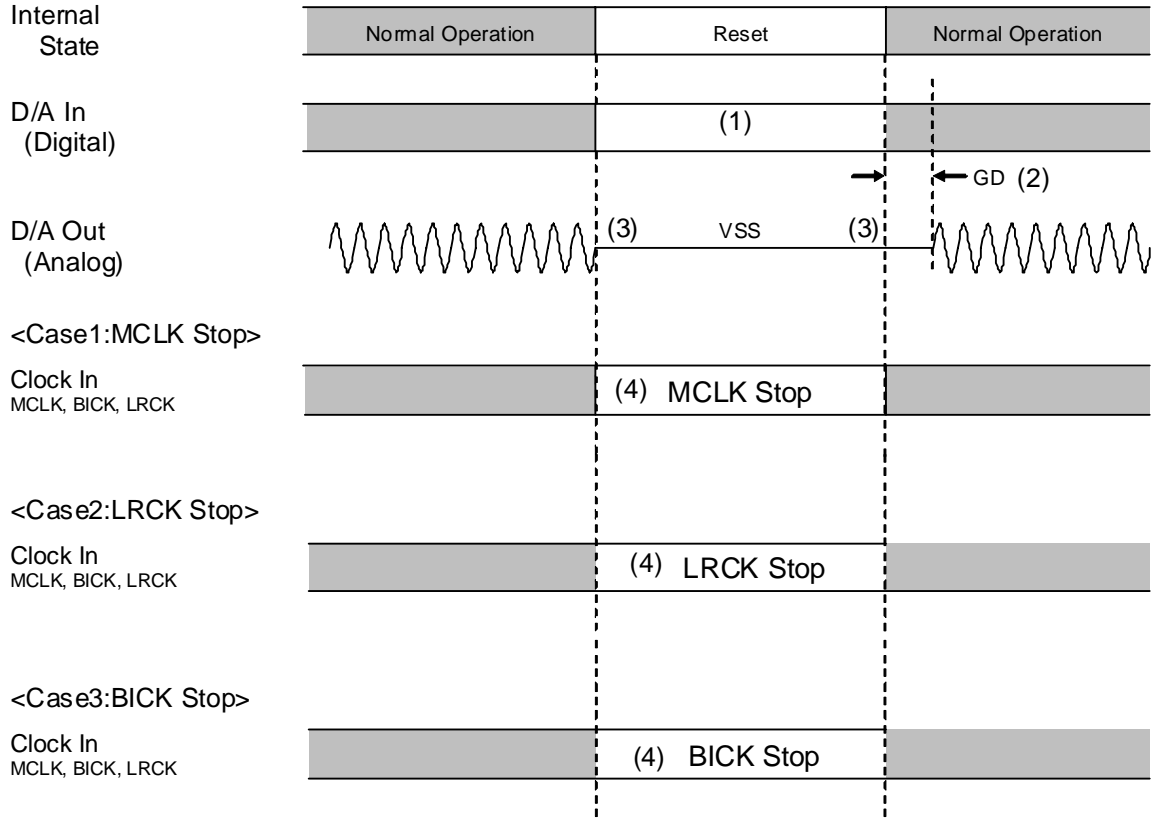 Internal
State
Normal Operation
Reset
Normal Operation
D/A In
(Digital)
(1)
GD (2)
D/A Out
(Analog)
(3)
VSS
(3)
<Case1:MCLK Stop>
Clock In
MCLK, BICK, LRCK
(4) MCLK Stop
<Case2:LRCK Stop>
Clock In
MCLK, BICK, LRCK
(4) LRCK Stop
<Case3:BICK Stop>
Clock In
MCLK, BICK, LRCK
(4) BICK Stop